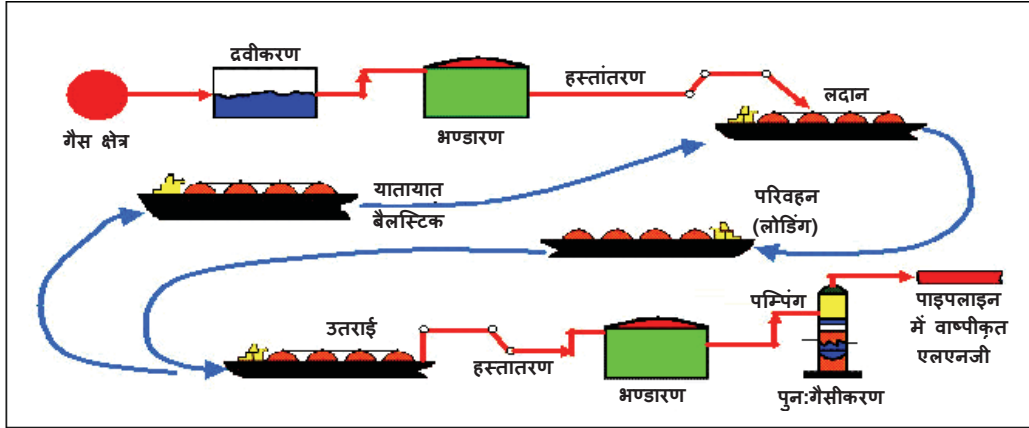 द्रवीकरण
गैस क्षेत्र
भण्डारण
हस्तांतरण
लदान
यातायात
बैलस्टिक
परिवहन
(लोडिंग)
उतराई
हस्तातरण
भण्डारण
पम्पिंग
पुन:गैसीकरण
पाइपलाइन
में वाष्पीकृत
एलएनजी